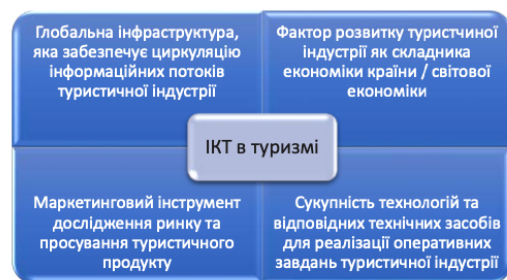 Глобальна інфраструктура,
яка забезпечує циркуляцію
інформаційних потоків
туристичної індустрії
Фактор розвитку туристчиної
індустрії як складника
економіки країни / світової
економіки
ІКТ в туризмі
Маркетинговий інструмент
дослідження ринку та
просування туристичного
продукту
Сукупність технологій та
відповідних технічних засобів
для реалізації оперативних
завдань туристичної індустрії